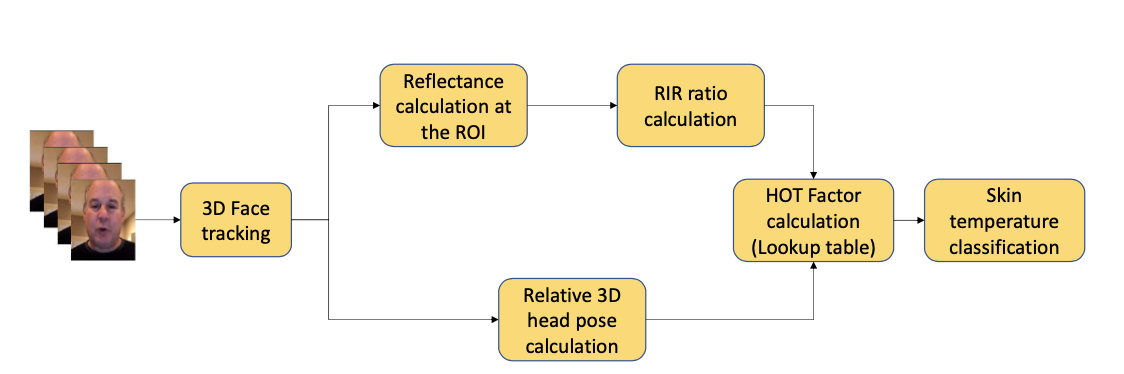 3D Face
tracking
Reflectance
calculation at
the ROI
RIR ratio
calculation
Relative 3D
head pose
calculation
HOT Factor
calculation
(Lookup table)
Skin
temperature
classification